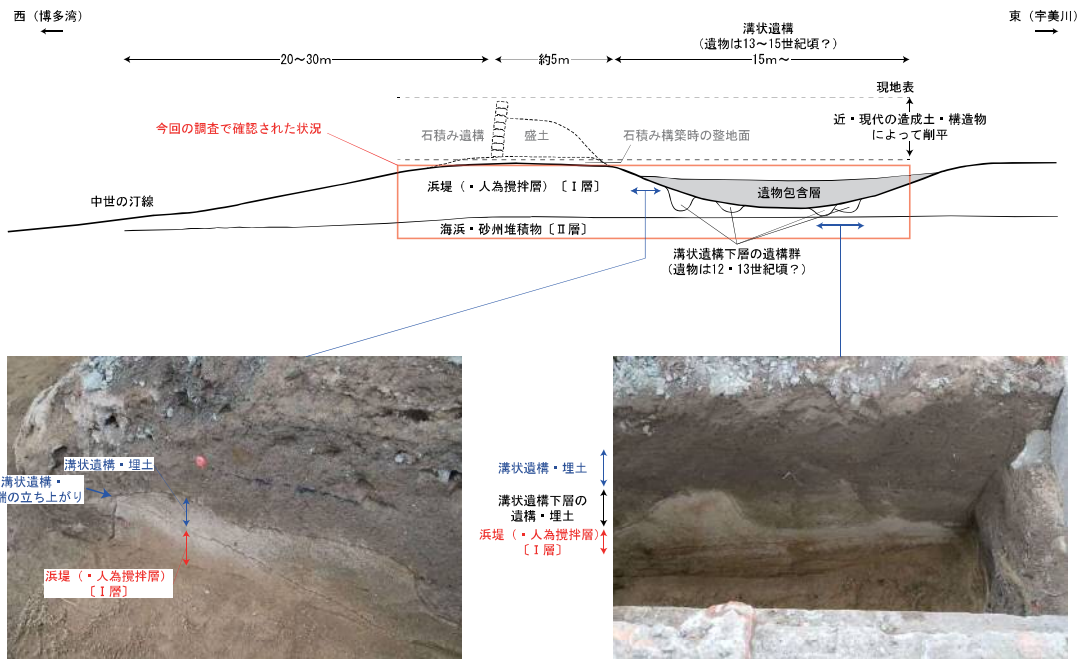 西（博多湾）
東（宇美川）
溝状遺構
（遺物は13～15世紀頃？）
20～30ｍ
約5ｍ
15ｍ～
現地表
近・現代の造成土・構造物
によって削平
今回の調査で確認された状況
石積み遺構
盛土
石積み構築時の整地面
浜堤（・人為攪拌層）〔Ⅰ層〕
遺物包含層
中世の汀線
海浜・砂州堆積物〔Ⅱ層〕
溝状遺構下層の遺構群
（遺物は12・13世紀頃？）
溝状遺構・埋土
溝状遺構・
端の立ち上がり
浜堤（・人為攪拌層）
〔Ⅰ層〕
溝状遺構・埋土
溝状遺構下層の
遺構・埋土
浜堤（・人為攪拌層）
〔Ⅰ層〕